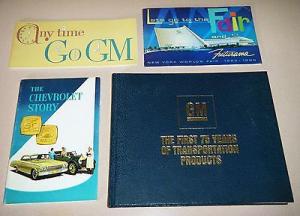 Any time
GO GM
Let's go to the
Fair
and
Futurama
NEW YORK WORLD'S FAIR 1964-1965
THE
CHEVROLET
STORY
GM
THE FIRST 75 YEARS
OF TRANSPORTATION
PRODUCTS